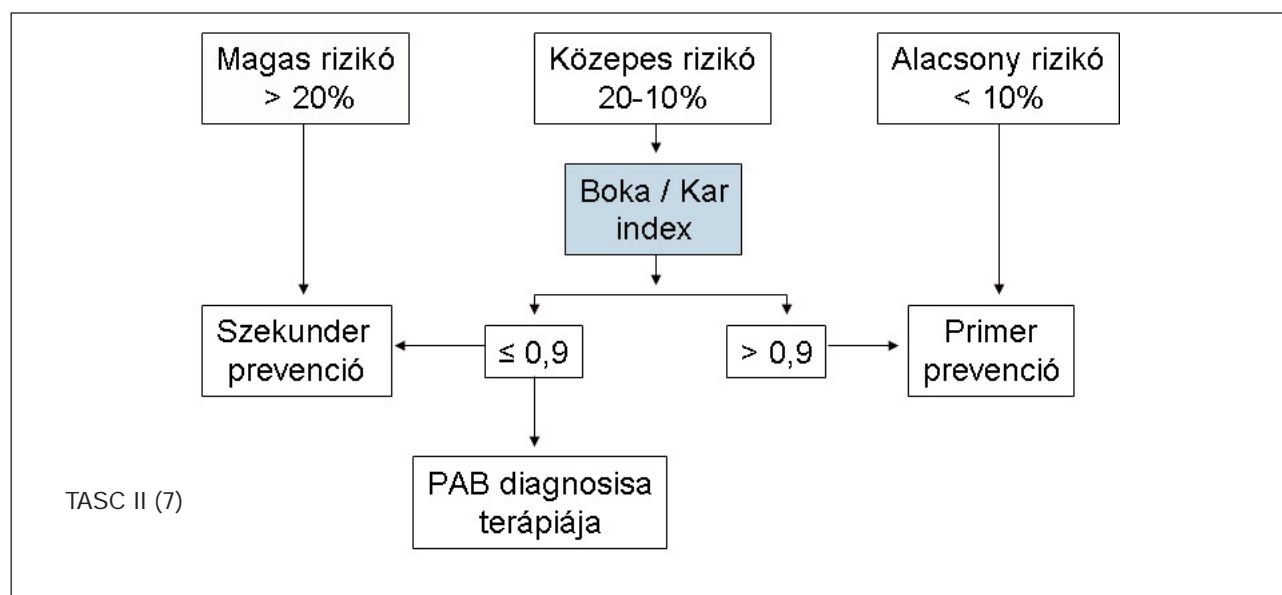 Magas rizikó
> 20%
Közepes rizikó
20-10%
Alacsony rizikó
< 10%
Boka / Kar
index
Szekunder
prevenció
≤ 0,9
> 0,9
Primer
prevenció
PAB diagnosisa
terápiája
TASC II (7)